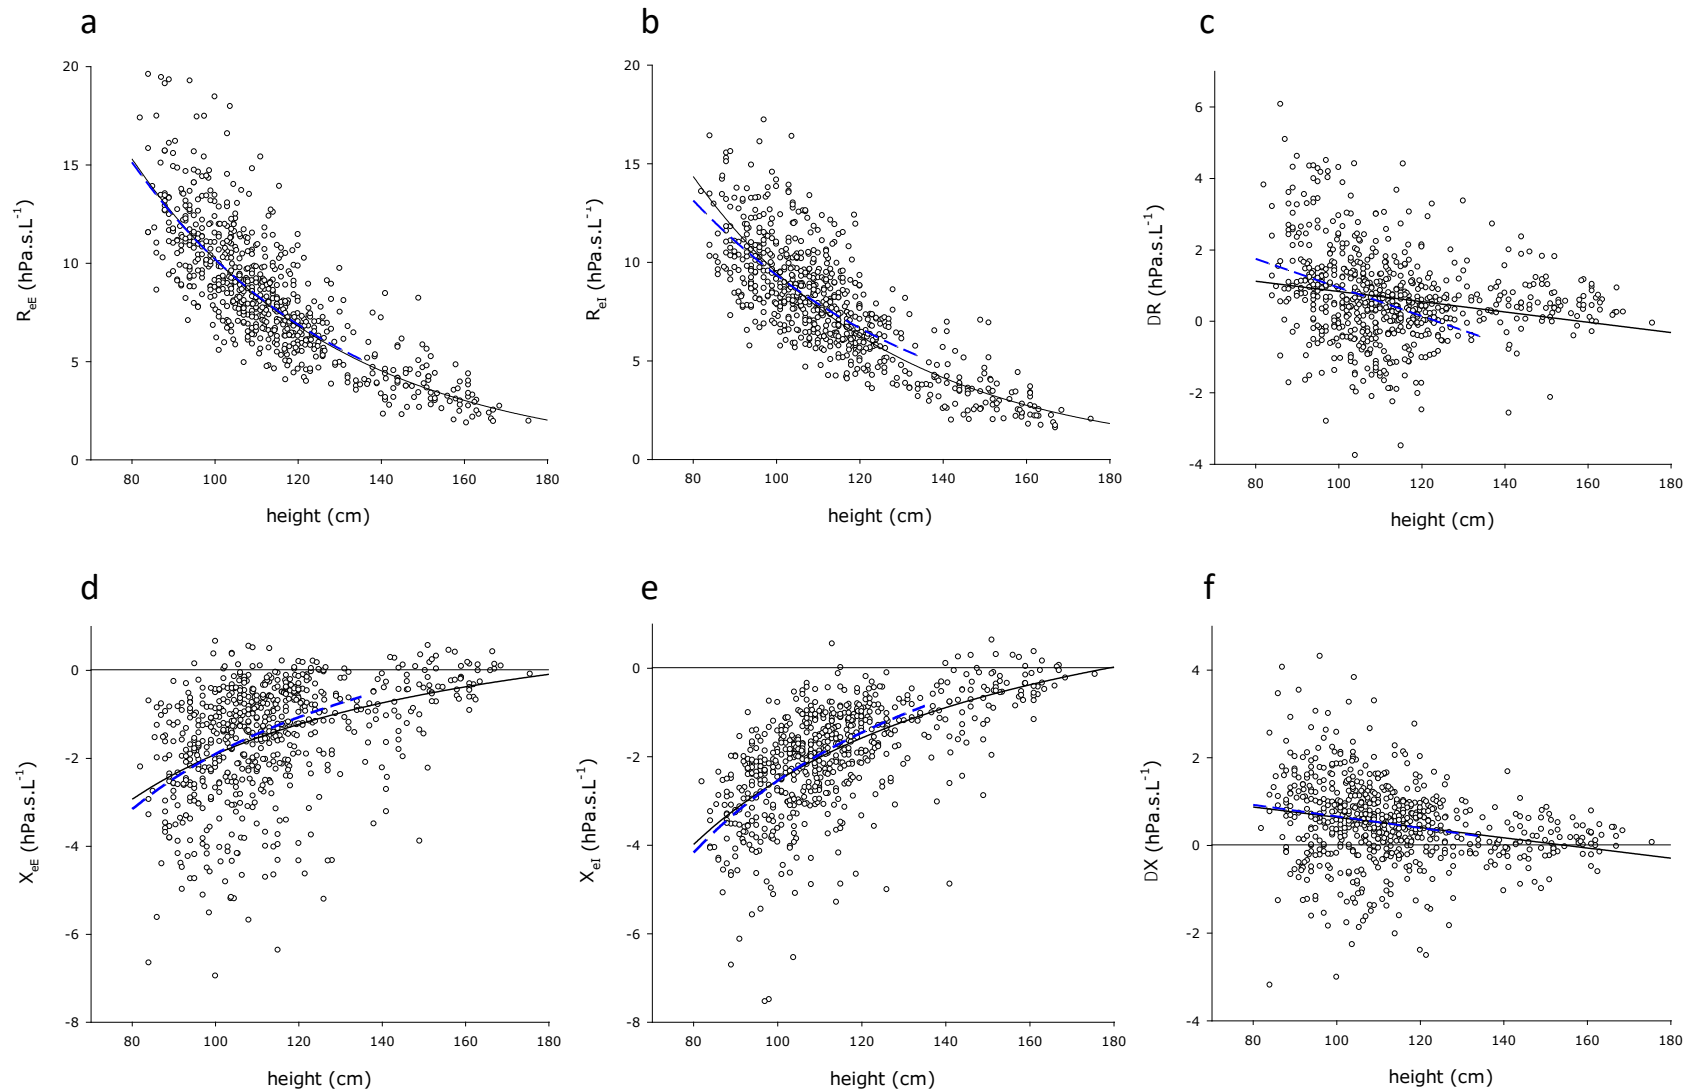 a
b
c
20
15
10
5
0
R_eE (hPa.s.L⁻¹)
80 100 120 140 160 180
height (cm)
20
15
10
5
0
R_eI (hPa.s.L⁻¹)
80 100 120 140 160 180
height (cm)
6
4
2
0
-2
-4
DR (hPa.s.L⁻¹)
80 100 120 140 160 180
height (cm)
d
e
f
0
-2
-4
-6
-8
X_eE (hPa.s.L⁻¹)
80 100 120 140 160 180
height (cm)
0
-2
-4
-6
-8
X_eI (hPa.s.L⁻¹)
80 100 120 140 160 180
height (cm)
4
2
0
-2
-4
DX (hPa.s.L⁻¹)
80 100 120 140 160 180
height (cm)